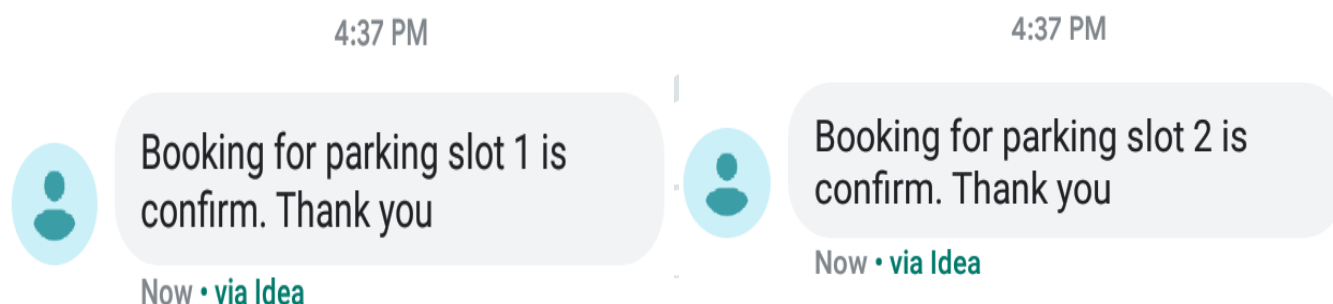 4:37 PM
Booking for parking slot 1 is
confirm. Thank you
Now • via Idea
4:37 PM
Booking for parking slot 2 is
confirm. Thank you
Now • via Idea